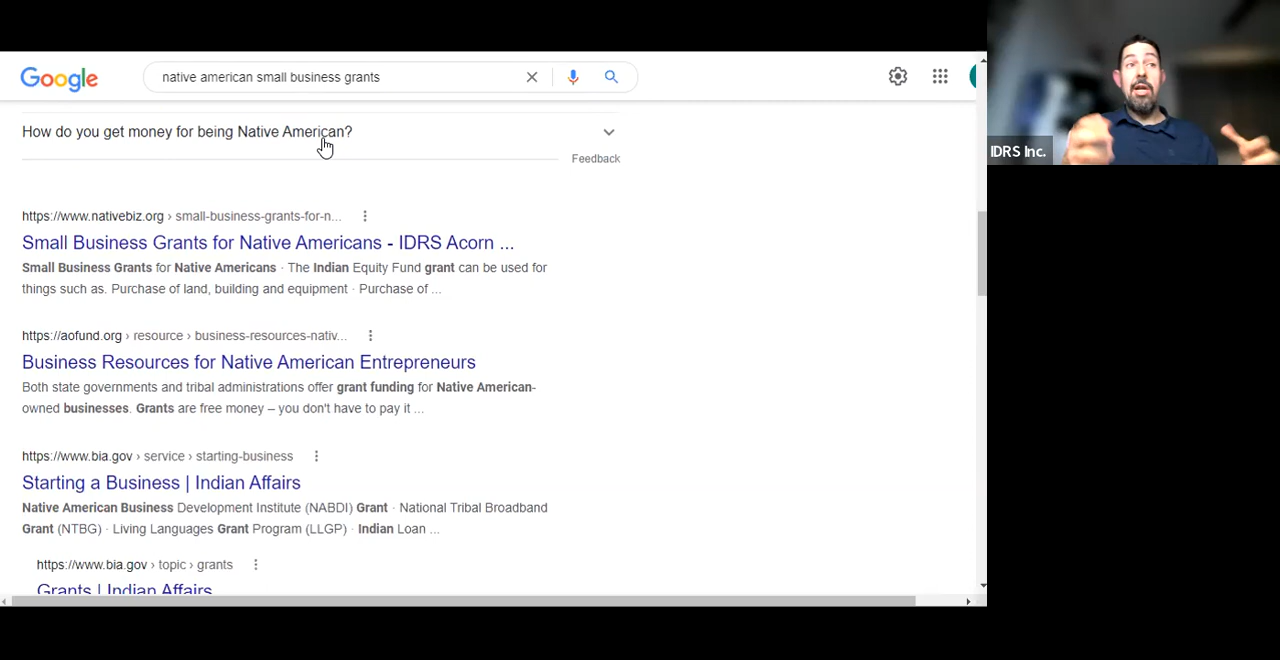 Google
native american small business grants
How do you get money for being Native American?
Feedback
IDRS Inc.
https://www.nativebiz.org › small-business-grants-for-n...
Small Business Grants for Native Americans - IDRS Acorn ...
Small Business Grants for Native Americans · The Indian Equity Fund grant can be used for
things such as. Purchase of land, building and equipment · Purchase of ...
https://aofund.org › resource › business-resources-nativ...
Business Resources for Native American Entrepreneurs
Both state governments and tribal administrations offer grant funding for Native American-
owned businesses. Grants are free money – you don't have to pay it ...
https://www.bia.gov › service › starting-business
Starting a Business | Indian Affairs
Native American Business Development Institute (NABDI) Grant · National Tribal Broadband
Grant (NTBG) · Living Languages Grant Program (LLGP) · Indian Loan ...
https://www.bia.gov › topic › grants
Grants | Indian Affairs